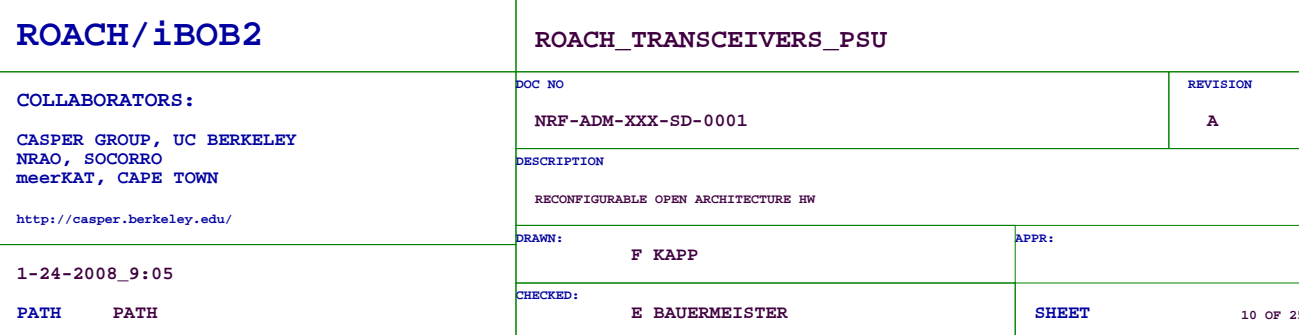 ROACH/iBOB2
ROACH_TRANSCEIVERS_PSU
COLLABORATORS:
CASPER GROUP, UC BERKELEY
NRAO, SOCORRO
meerKAT, CAPE TOWN
http://casper.berkeley.edu/
1-24-2008_9:05
PATH PATH
DOC NO
NRF-ADM-XXX-SD-0001
REVISION
A
DESCRIPTION
RECONFIGURABLE OPEN ARCHITECTURE HW
DRAWN:
F KAPP
APPR:
CHECKED:
E BAUERMEISTER
SHEET 10 OF